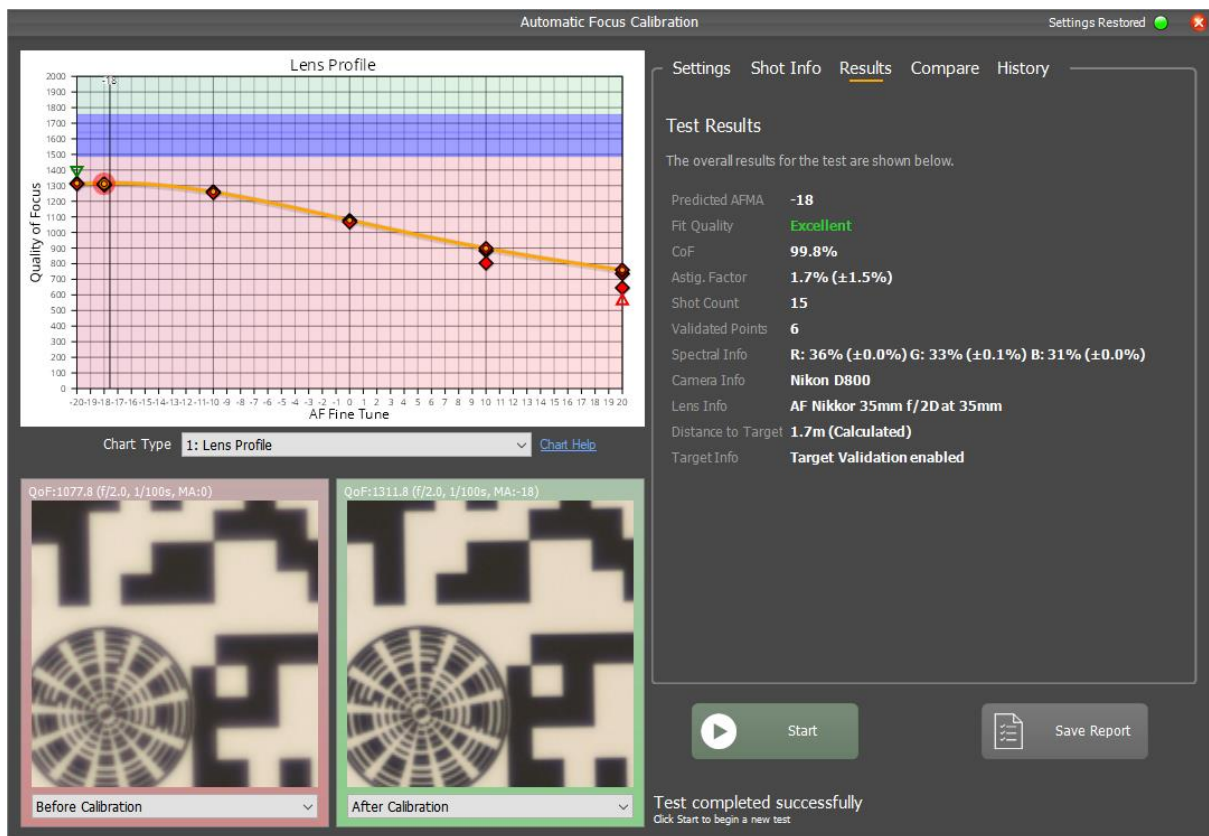 Automatic Focus Calibration
Settings Restored
Lens Profile
-18
Quality of Focus
2000
1900
1800
1700
1600
1500
1400
1300
1200
1100
1000
900
800
700
600
500
400
300
200
100
0
-20-19-18-17-16-15-14-13-12-11-10 -9 -8 -7 -6 -5 -4 -3 -2 -1 0 1 2 3 4 5 6 7 8 9 10 11 12 13 14 15 16 17 18 19 20
AF Fine Tune
Chart Type 1: Lens Profile Chart Help
QoF:1077.8 (f/2.0, 1/100s, MA:0)
Before Calibration
QoF:1311.8 (f/2.0, 1/100s, MA:-18)
After Calibration
Settings Shot Info Results Compare History
Test Results
The overall results for the test are shown below.
Predicted AFMA -18
Fit Quality Excellent
CoF 99.8%
Astig. Factor 1.7% (±1.5%)
Shot Count 15
Validated Points 6
Spectral Info R: 36% (±0.0%) G: 33% (±0.1%) B: 31% (±0.0%)
Camera Info Nikon D800
Lens Info AF Nikkor 35mm f/2D at 35mm
Distance to Target 1.7m (Calculated)
Target Info Target Validation enabled
Start
Save Report
Test completed successfully
Click Start to begin a new test